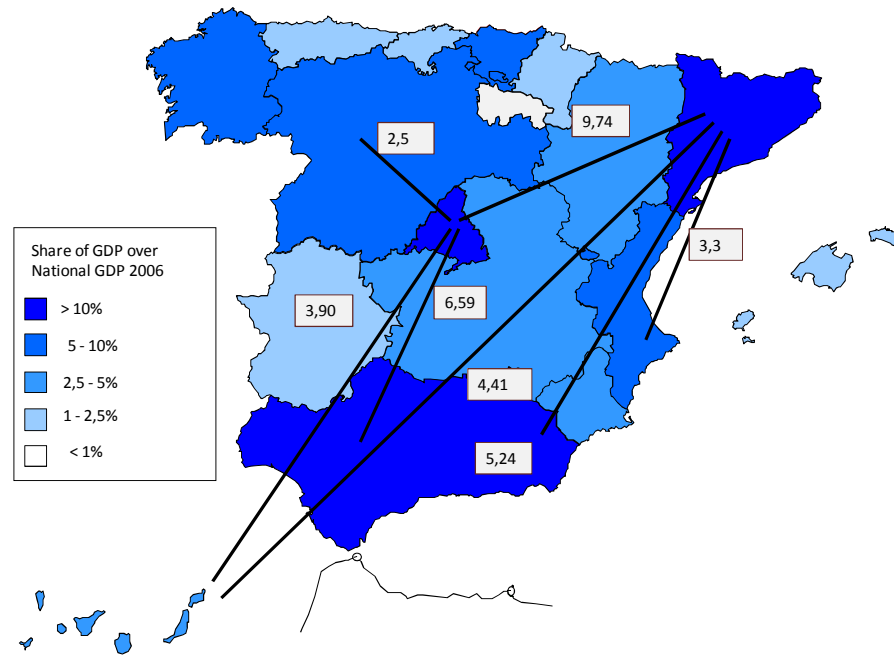 9,74
2,5
3,3
Share of GDP over
National GDP 2006
> 10%
5 - 10%
2,5 - 5%
1 - 2,5%
< 1%
3,90
6,59
4,41
5,24